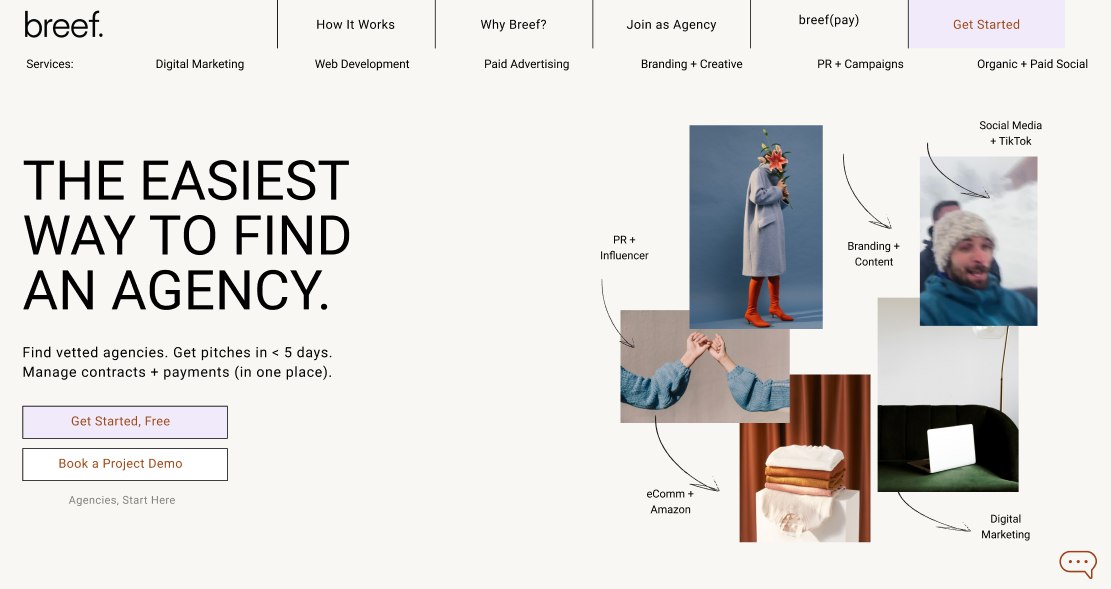 breef.
How It Works
Why Breef?
Join as Agency
breef(pay)
Get Started
Services:
Digital Marketing
Web Development
Paid Advertising
Branding + Creative
PR + Campaigns
Organic + Paid Social
THE EASIEST
WAY TO FIND
AN AGENCY.
Find vetted agencies. Get pitches in < 5 days.
Manage contracts + payments (in one place).
Get Started, Free
Book a Project Demo
Agencies, Start Here
Social Media
+ TikTok
PR +
Influencer
Branding +
Content
eComm +
Amazon
Digital
Marketing